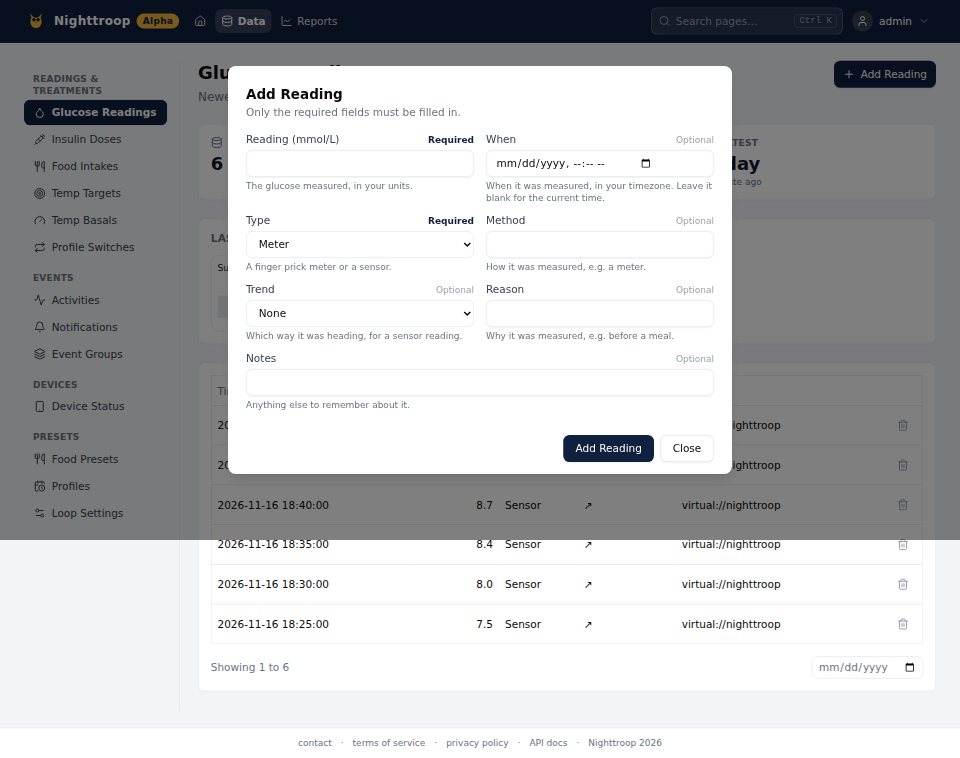 Nighttroop Alpha Data Reports Search pages... Ctrl K admin
READINGS &
TREATMENTS
Glucose Readings
Insulin Doses
Food Intakes
Temp Targets
Temp Basals
Profile Switches
EVENTS
Activities
Notifications
Event Groups
DEVICES
Device Status
PRESETS
Food Presets
Profiles
Loop Settings
Add Reading
6
Add Reading
Only the required fields must be filled in.
Reading (mmol/L) Required
The glucose measured, in your units.
When Optional
mm/dd/yyyy, --:-- --
When it was measured, in your timezone. Leave it
blank for the current time.
Type Required
Meter
A finger prick meter or a sensor.
Method Optional
How it was measured, e.g. a meter.
Trend Optional
None
Which way it was heading, for a sensor reading.
Reason Optional
Why it was measured, e.g. before a meal.
Notes Optional
Anything else to remember about it.
Add Reading Close
2026-11-16 18:40:00 8.7 Sensor ↗ virtual://nighttroop
2026-11-16 18:35:00 8.4 Sensor ↗ virtual://nighttroop
2026-11-16 18:30:00 8.0 Sensor ↗ virtual://nighttroop
2026-11-16 18:25:00 7.5 Sensor ↗ virtual://nighttroop
Showing 1 to 6 mm/dd/yyyy
contact · terms of service · privacy policy · API docs · Nighttroop 2026